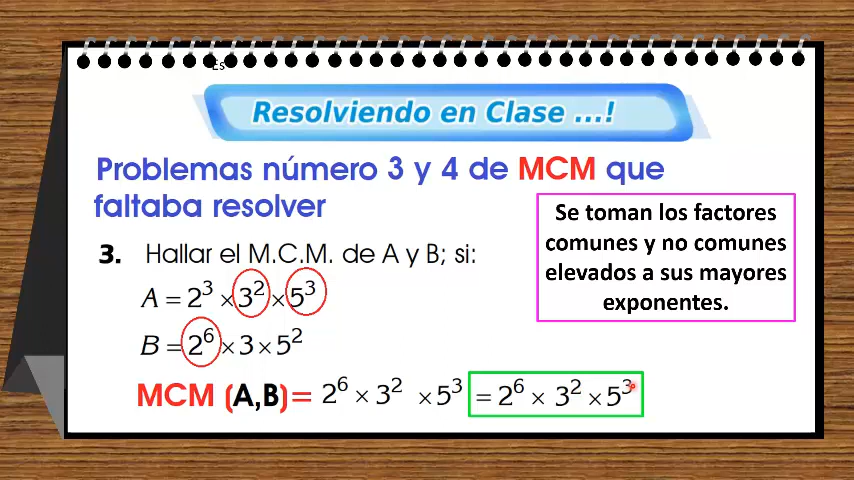 Es
Resolviendo en Clase ...!
Problemas número 3 y 4 de MCM que
faltaba resolver
Se toman los factores
comunes y no comunes
elevados a sus mayores
exponentes.
3. Hallar el M.C.M. de A y B; si:
A = 2³ × 3² × 5³
B = 2⁶ × 3 × 5²
MCM (A,B)= 2⁶ × 3² × 5³ = 2⁶ × 3² × 5³